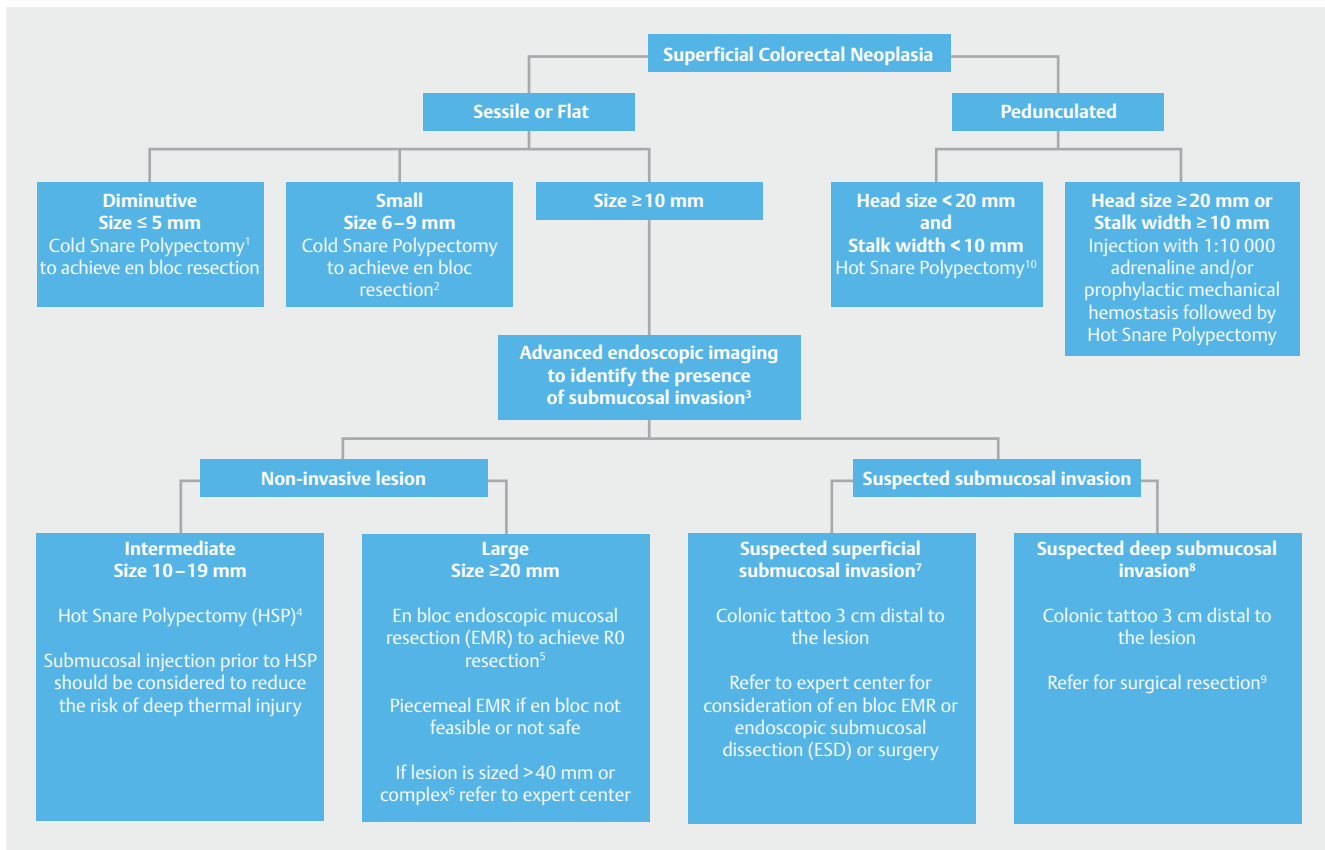 Superficial Colorectal Neoplasia
Sessile or Flat
Pedunculated
Diminutive
Size ≤ 5 mm
Cold Snare Polypectomy¹
to achieve en bloc resection
Small
Size 6–9 mm
Cold Snare Polypectomy
to achieve en bloc
resection²
Size ≥10 mm
Head size <20 mm
and
Stalk width <10 mm
Hot Snare Polypectomy¹⁰
Head size ≥20 mm or
Stalk width ≥10 mm
Injection with 1:10 000
adrenaline and/or
prophylactic mechanical
hemostasis followed by
Hot Snare Polypectomy
Advanced endoscopic imaging
to identify the presence
of submucosal invasion³
Non-invasive lesion
Suspected submucosal invasion
Intermediate
Size 10–19 mm
Hot Snare Polypectomy (HSP)⁴
Submucosal injection prior to HSP
should be considered to reduce
the risk of deep thermal injury
Large
Size ≥20 mm
En bloc endoscopic mucosal
resection (EMR) to achieve R0
resection⁵
Piecemeal EMR if en bloc not
feasible or not safe
If lesion is sized >40 mm or
complex⁶ refer to expert center
Suspected superficial
submucosal invasion⁷
Colonic tattoo 3 cm distal to
the lesion
Refer to expert center for
consideration of en bloc EMR or
endoscopic submucosal
dissection (ESD) or surgery
Suspected deep submucosal
invasion⁸
Colonic tattoo 3 cm distal to
the lesion
Refer for surgical resection⁹